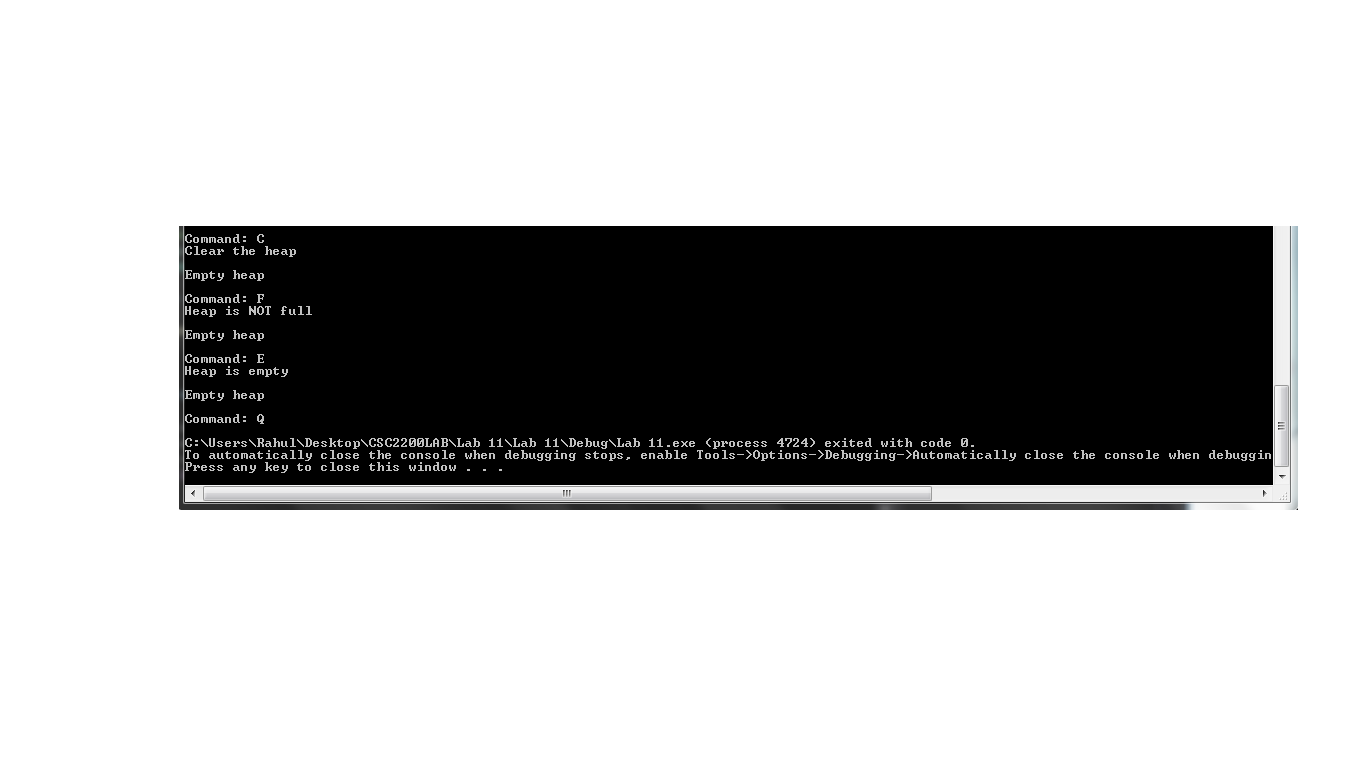 Command: C
Clear the heap
Empty heap
Command: F
Heap is NOT full
Empty heap
Command: E
Heap is empty
Empty heap
Command: Q
C:\Users\Rahul\Desktop\CSC2200LAB\Lab 11\Lab 11\Debug\Lab 11.exe (process 4724) exited with code 0.
To automatically close the console when debugging stops, enable Tools->Options->Debugging->Automatically close the console when debuggin
Press any key to close this window . . .